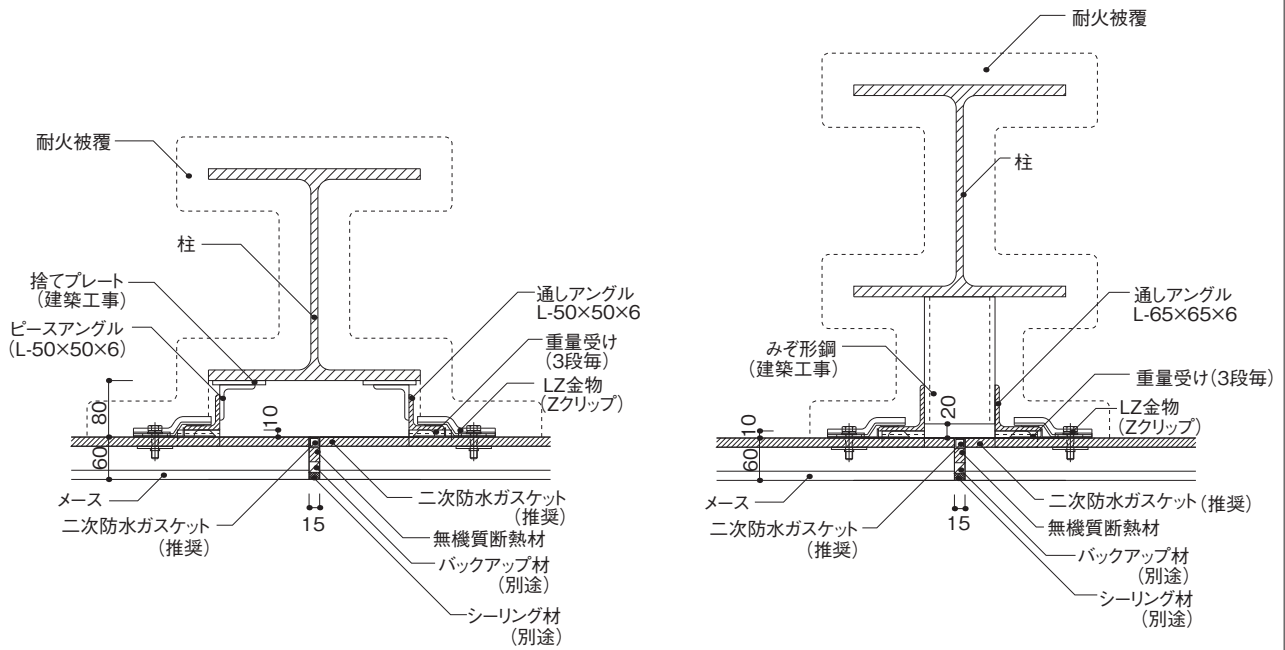 耐火被覆
柱
捨てプレート
(建築工事)
ピースアングル
(L-50×50×6)
通しアングル
L-50×50×6
重量受け
(3段毎)
LZ金物
(Zクリップ)
80
10
60
メース
二次防水ガスケット
(推奨)
15
二次防水ガスケット
(推奨)
無機質断熱材
バックアップ材
(別途)
シーリング材
(別途)
耐火被覆
柱
通しアングル
L-65×65×6
みぞ形鋼
(建築工事)
重量受け(3段毎)
LZ金物
(Zクリップ)
20
10
60
メース
二次防水ガスケット
(推奨)
15
二次防水ガスケット(推奨)
無機質断熱材
バックアップ材
(別途)
シーリング材
(別途)